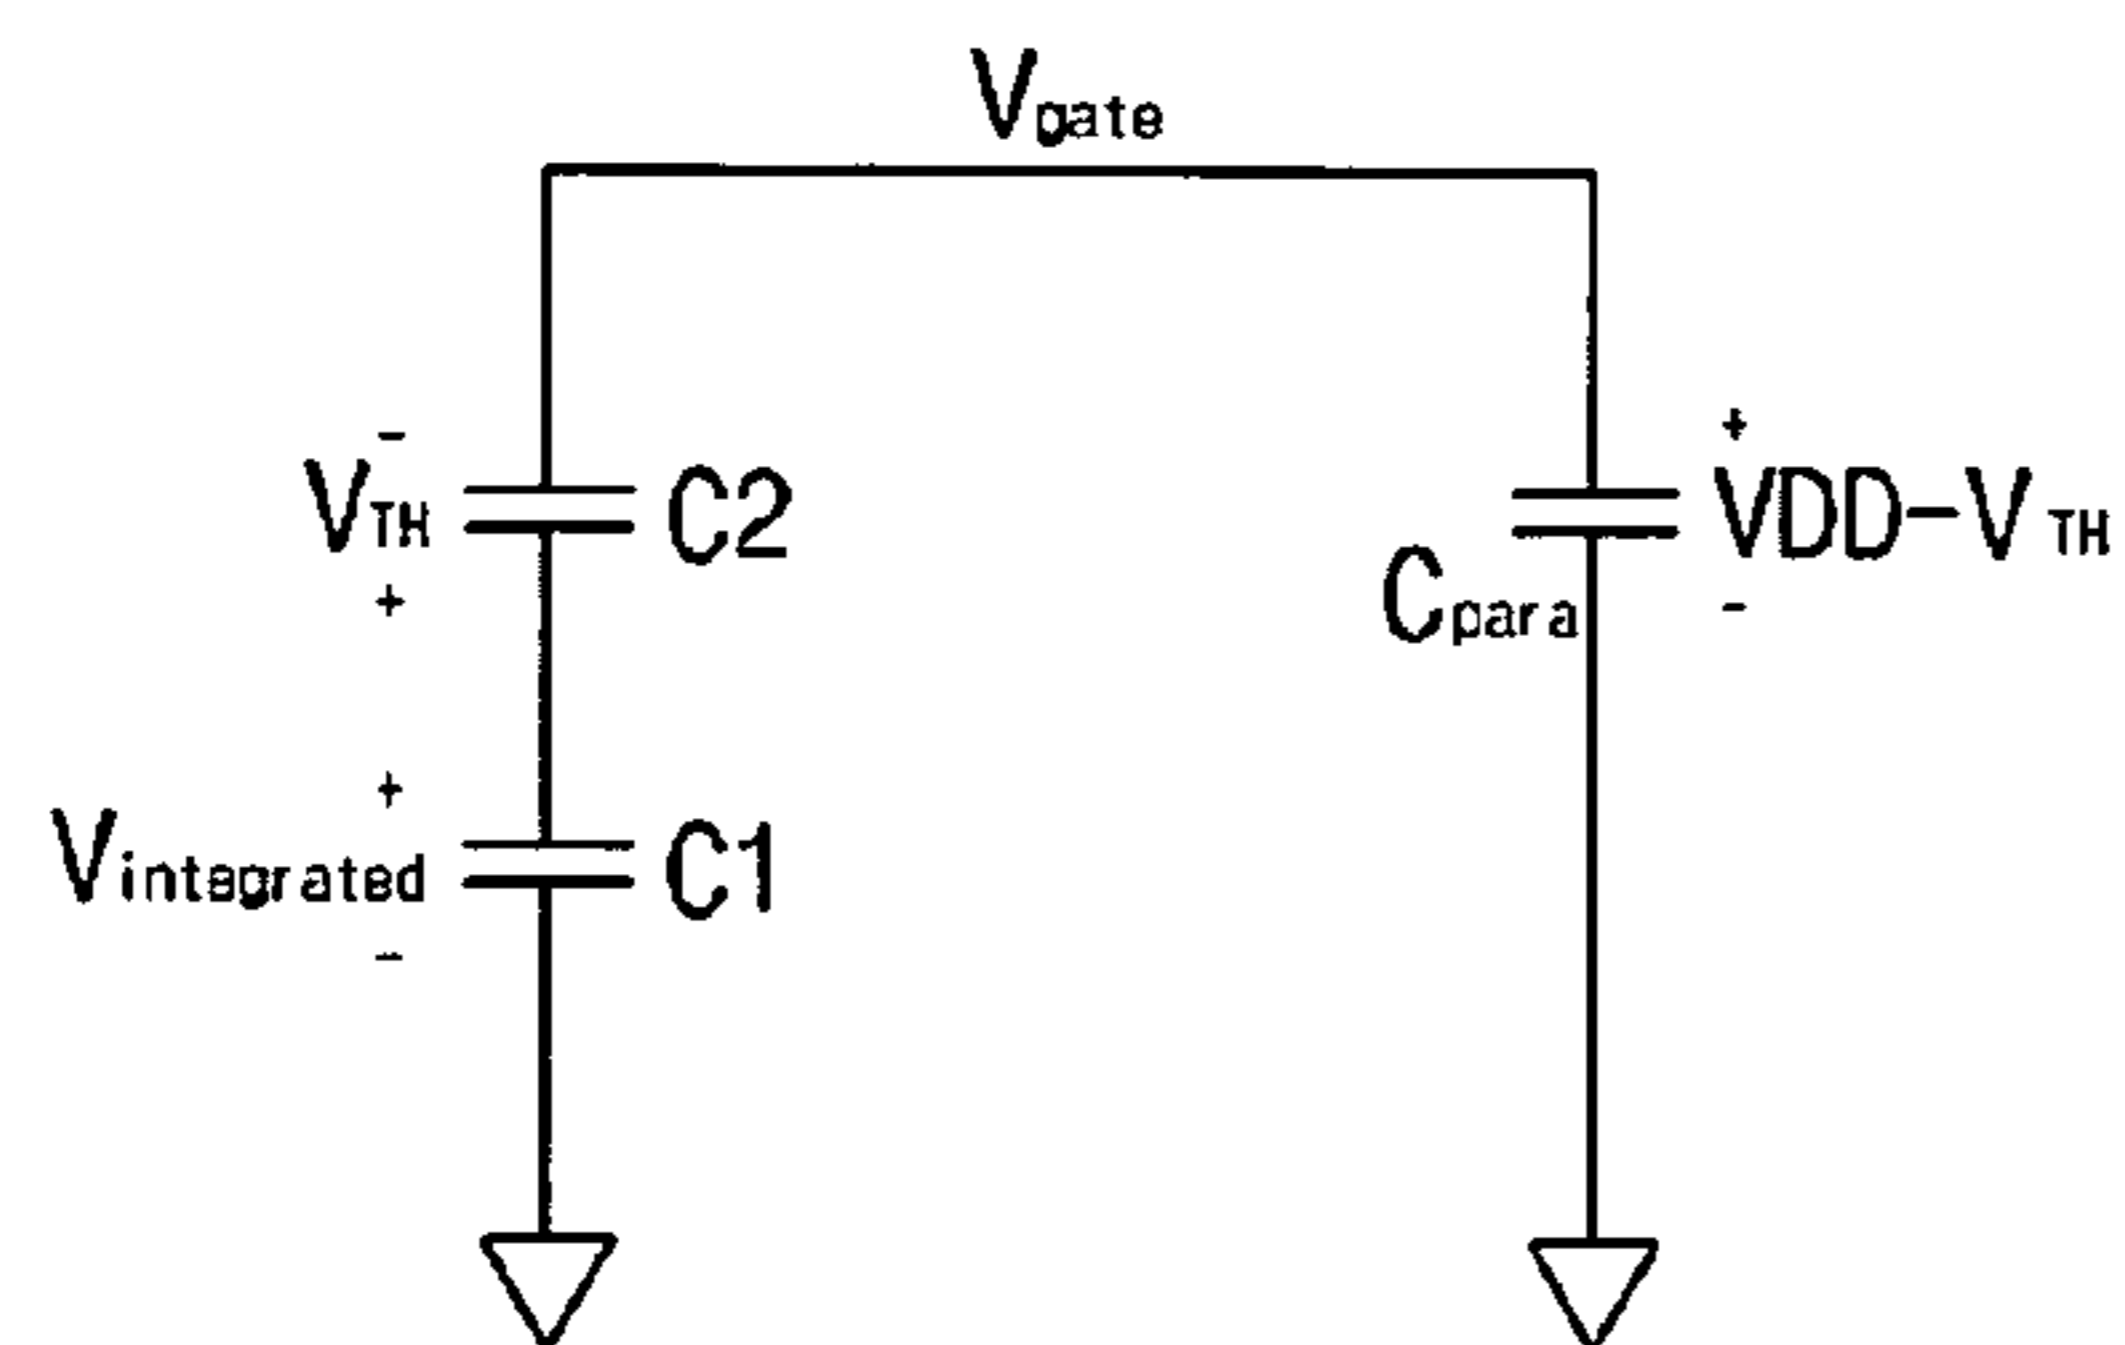 Vgate
-
VTH
+
C2
+
VDD-VTH
-
Cpara
+
Vintegrated
-
C1